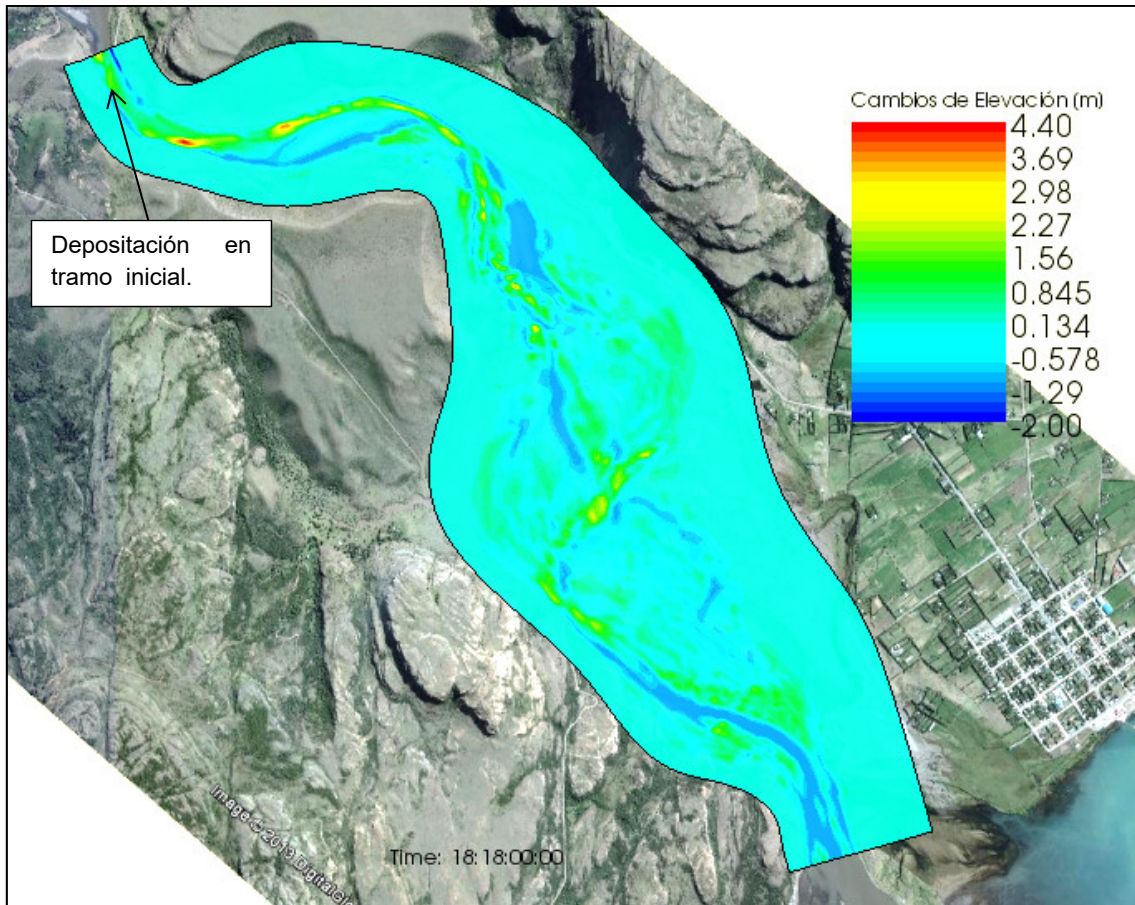 Cambios de Elevación (m)
4.40
3.69
2.98
2.27
1.56
0.845
0.134
-0.578
-1.29
-2.00
Depositación en
tramo inicial.
Time: 18:18:00:00
Image © 2013 DigitalGlo